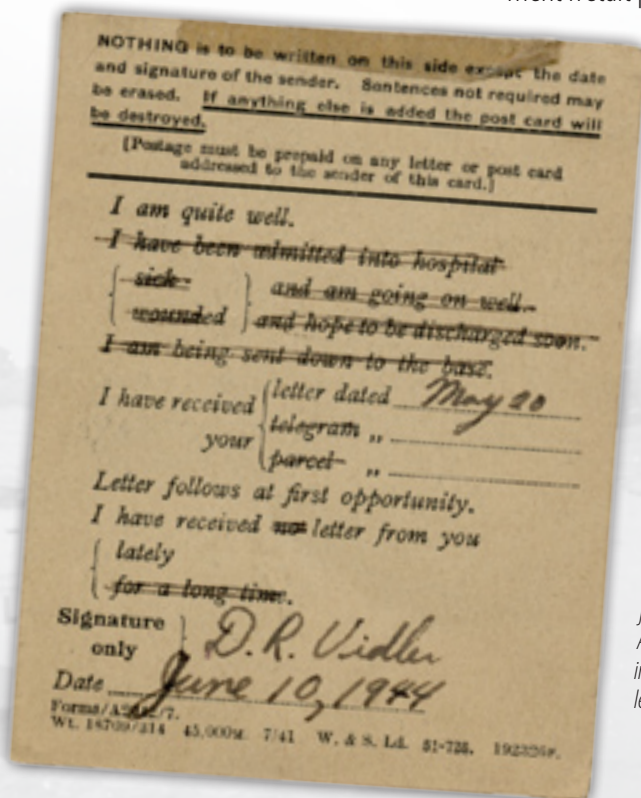 NOTHING is to be written on this side except the date
and signature of the sender. Sentences not required may
be erased. If anything else is added the post card will
be destroyed.
[Postage must be prepaid on any letter or post card
addressed to the sender of this card.]
I am quite well.
I have been admitted into hospital
sick and am going on well.
wounded and hope to be discharged soon.
I am being sent down to the base.
I have received your
letter dated May 20
telegram „
parcel „
Letter follows at first opportunity.
I have received no letter from you
lately
for a long time.
Signature only D. R. Vidler
Date June 10, 1944
7/41 W. & S. Ld. 51-